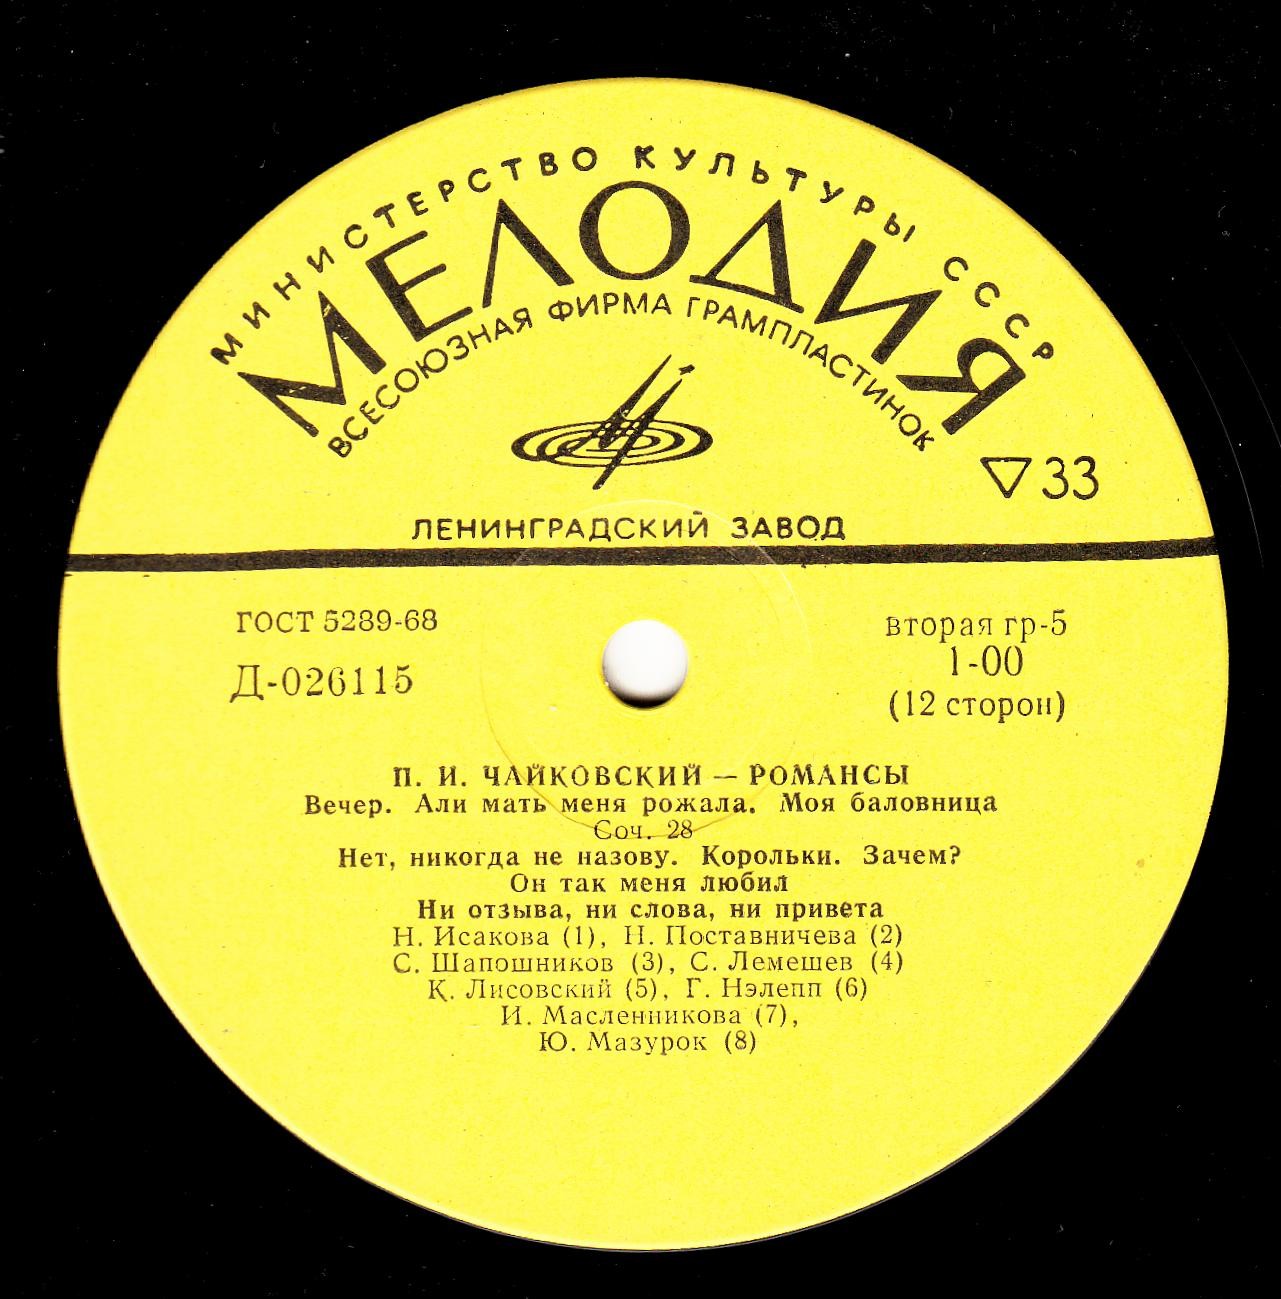 МИНИСТЕРСТВО КУЛЬТУРЫ СССР
МЕЛОДИЯ
ВСЕСОЮЗНАЯ ФИРМА ГРАМПЛАСТИНОК
33
ЛЕНИНГРАДСКИЙ ЗАВОД
ГОСТ 5289-68
Д-026115
вторая гр-5
1-00
(12 сторон)
П. И. ЧАЙКОВСКИЙ — РОМАНСЫ
Вечер. Али мать меня рожала. Моя баловница
Соч. 28
Нет, никогда не назову. Корольки. Зачем?
Он так меня любил
Ни отзыва, ни слова, ни привета
Н. Исакова (1), Н. Поставничева (2)
С. Шапошников (3), С. Лемешев (4)
К. Лисовский (5), Г. Нэлепп (6)
И. Масленникова (7),
Ю. Мазурок (8)